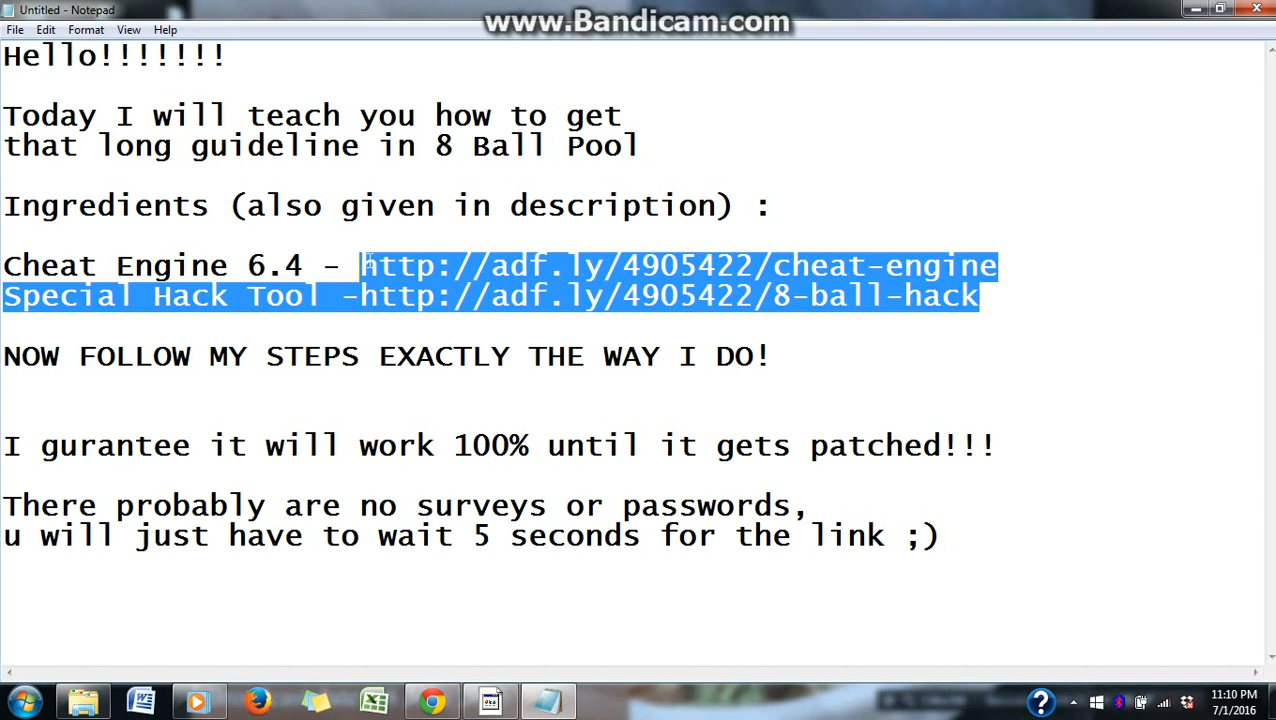 Untitled - Notepad
www.Bandicam.com
File Edit Format View Help
Hello!!!!!!!
Today I will teach you how to get
that long guideline in 8 Ball Pool
Ingredients (also given in description) :
Cheat Engine 6.4 - http://adf.ly/4905422/cheat-engine
Special Hack Tool -http://adf.ly/4905422/8-ball-hack
NOW FOLLOW MY STEPS EXACTLY THE WAY I DO!
I gurantee it will work 100% until it gets patched!!!
There probably are no surveys or passwords,
u will just have to wait 5 seconds for the link ;)
11:10 PM
7/1/2016